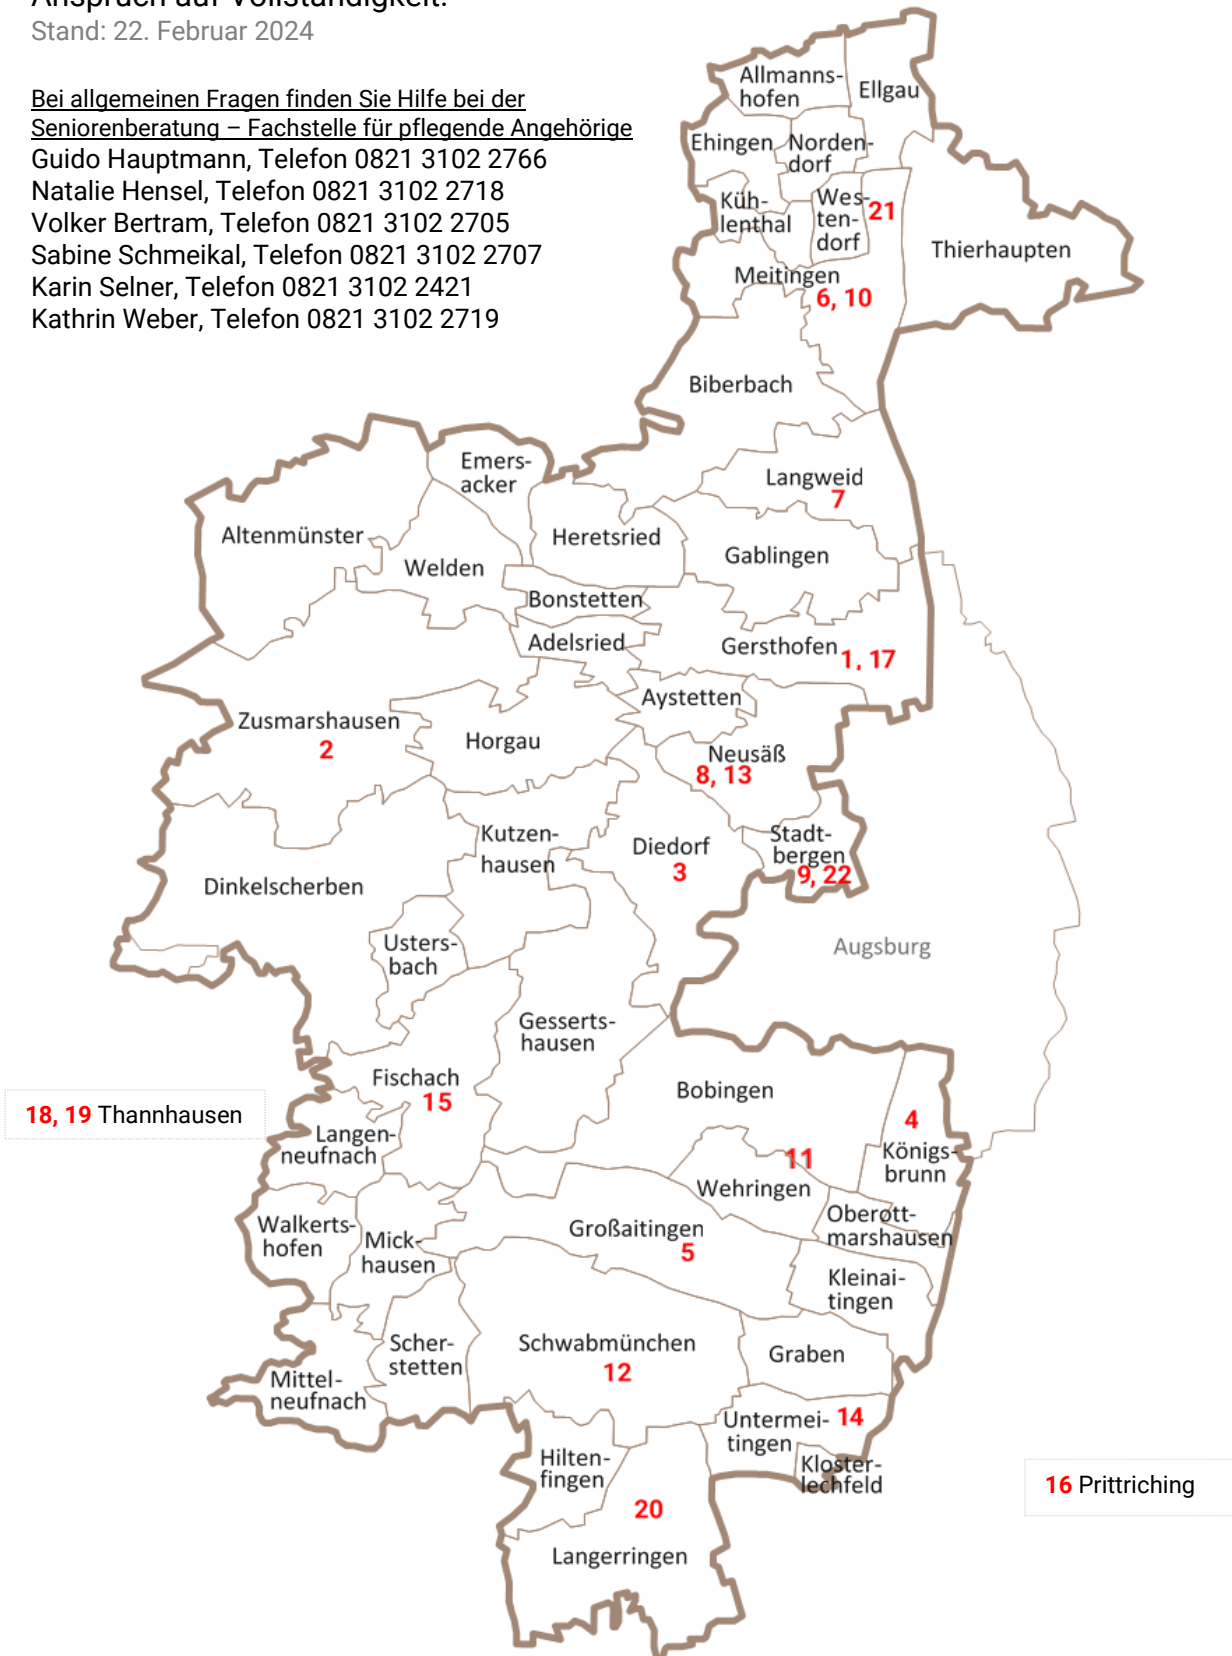 Anspruch auf Vollständigkeit.
Stand: 22. Februar 2024
Bei allgemeinen Fragen finden Sie Hilfe bei der
Seniorenberatung – Fachstelle für pflegende Angehörige
Guido Hauptmann, Telefon 0821 3102 2766
Natalie Hensel, Telefon 0821 3102 2718
Volker Bertram, Telefon 0821 3102 2705
Sabine Schmeikal, Telefon 0821 3102 2707
Karin Selner, Telefon 0821 3102 2421
Kathrin Weber, Telefon 0821 3102 2719
Allmanns-
hofen
Ellgau
Ehingen
Norden-
dorf
Küh-
lenthal
Wes-
ten-
dorf
21
Thierhaupten
Meitingen
6, 10
Biberbach
Emers-
acker
Langweid
7
Altenmünster
Heretsried
Gablingen
Welden
Bonstetten
Adelsried
Gersthofen
1, 17
Aystetten
Zusmarshausen
2
Horgau
Neusäß
8, 13
Kutzen-
hausen
Diedorf
3
Stadt-
bergen
9, 22
Dinkelscherben
Usters-
bach
Augsburg
Gesserts-
hausen
Fischach
15
Bobingen
18, 19 Thannhausen
4
Königs-
brunn
Langen-
neufnach
11
Wehringen
Walkerts-
hofen
Mick-
hausen
Großaitingen
5
Oberott-
marshausen
Kleinai-
tingen
Scher-
stetten
Schwabmünchen
12
Graben
Mittel-
neufnach
Untermei-
tingen
14
Hilten-
fingen
Kloster-
lechfeld
16 Prittriching
20
Langerringen